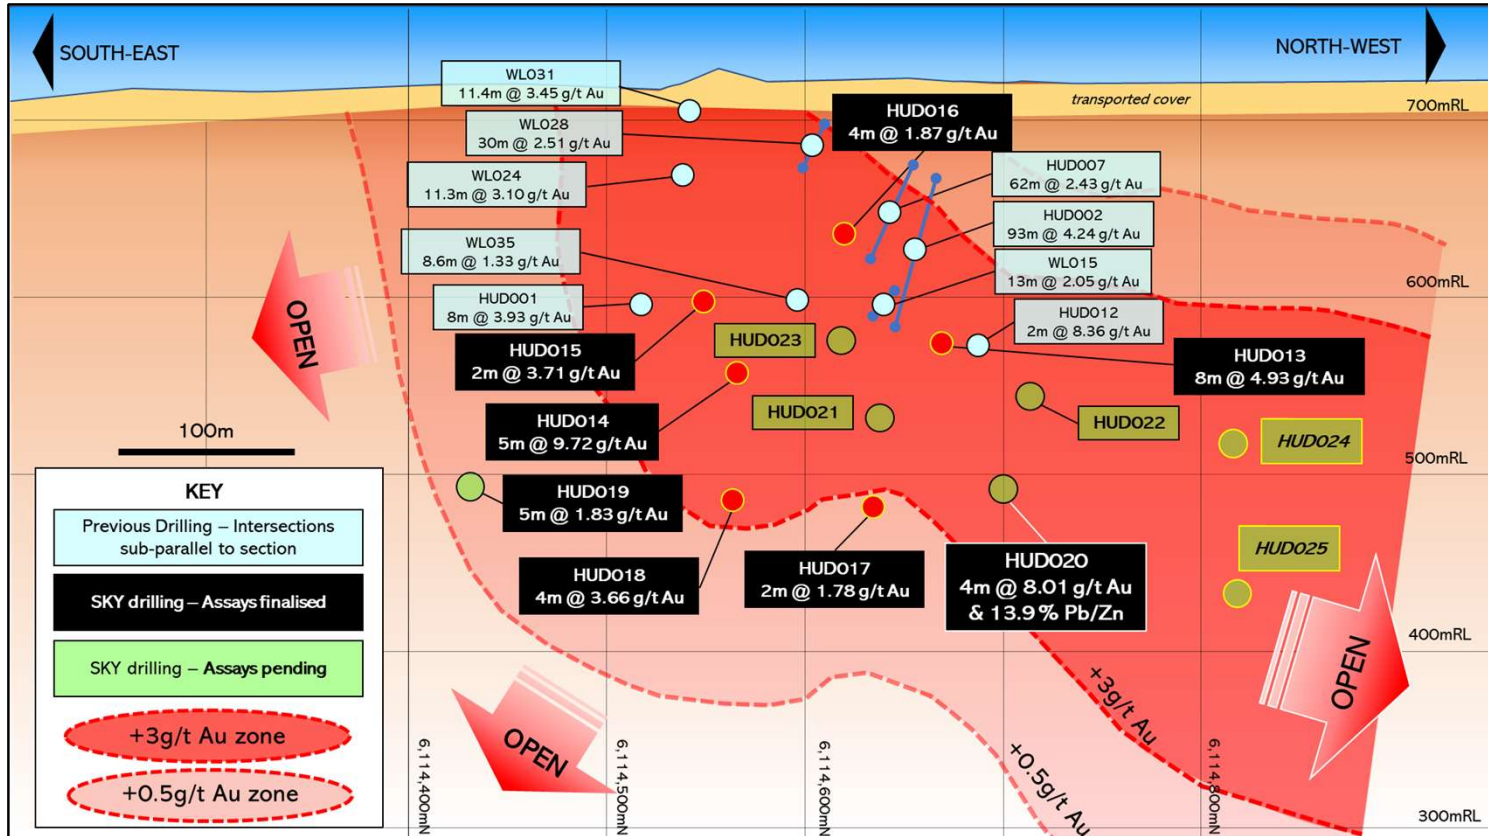 SOUTH-EAST
NORTH-WEST
WL031
11.4m @ 3.45 g/t Au
transported cover
700mRL
HUD016
4m @ 1.87 g/t Au
WL028
30m @ 2.51 g/t Au
HUD007
62m @ 2.43 g/t Au
WL024
11.3m @ 3.10 g/t Au
HUD002
93m @ 4.24 g/t Au
WL035
8.6m @ 1.33 g/t Au
WL015
13m @ 2.05 g/t Au
600mRL
HUD001
8m @ 3.93 g/t Au
HUD012
2m @ 8.36 g/t Au
OPEN
HUD015
2m @ 3.71 g/t Au
HUD023
HUD013
8m @ 4.93 g/t Au
HUD014
5m @ 9.72 g/t Au
HUD021
HUD022
HUD024
100m
500mRL
HUD019
5m @ 1.83 g/t Au
HUD025
HUD018
4m @ 3.66 g/t Au
HUD017
2m @ 1.78 g/t Au
HUD020
4m @ 8.01 g/t Au
& 13.9% Pb/Zn
400mRL
OPEN
OPEN
+3g/t Au
+0.5g/t Au
6,114,400mN
6,114,500mN
6,114,600mN
6,114,800mN
300mRL
KEY
Previous Drilling – Intersections
sub-parallel to section
SKY drilling – Assays finalised
SKY drilling – Assays pending
+3g/t Au zone
+0.5g/t Au zone